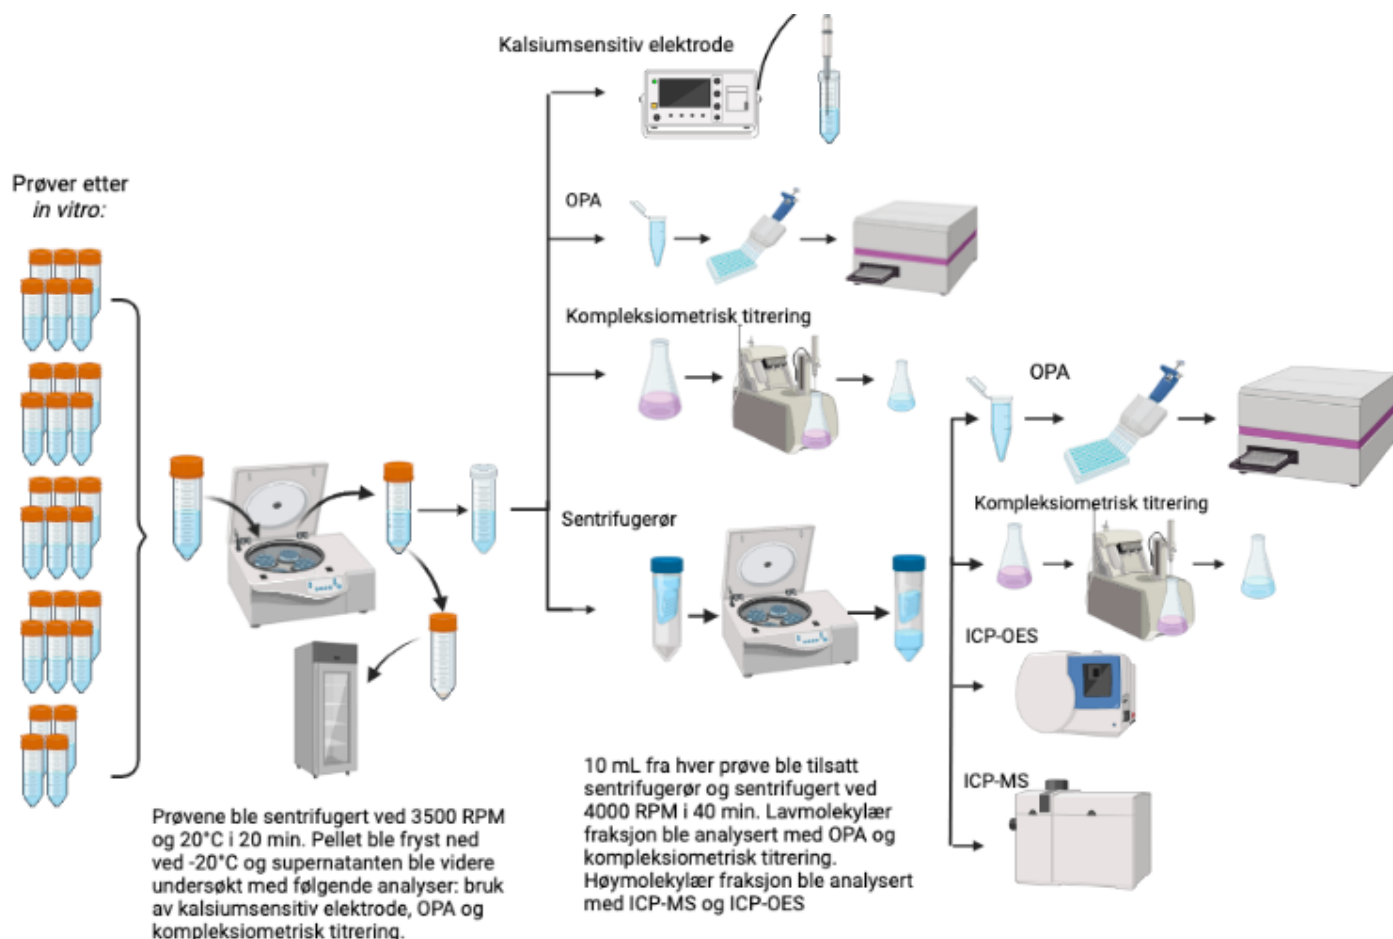 Kalsiumsensitiv elektrode
Prøver etter
in vitro:
OPA
Kompleksiometrisk titrering
OPA
Kompleksiometrisk titrering
Sentrifugerør
ICP-OES
ICP-MS
Prøvene ble sentrifugert ved 3500 RPM
og 20°C i 20 min. Pellet ble fryst ned
ved -20°C og supernatanten ble videre
undersøkt med følgende analyser: bruk
av kalsiumsensitiv elektrode, OPA og
kompleksiometrisk titrering.
10 mL fra hver prøve ble tilsatt
sentrifugerør og sentrifugert ved
4000 RPM i 40 min. Lavmolekylær
fraksjon ble analysert med OPA og
kompleksiometrisk titrering.
Høymolekylær fraksjon ble analysert
med ICP-MS og ICP-OES